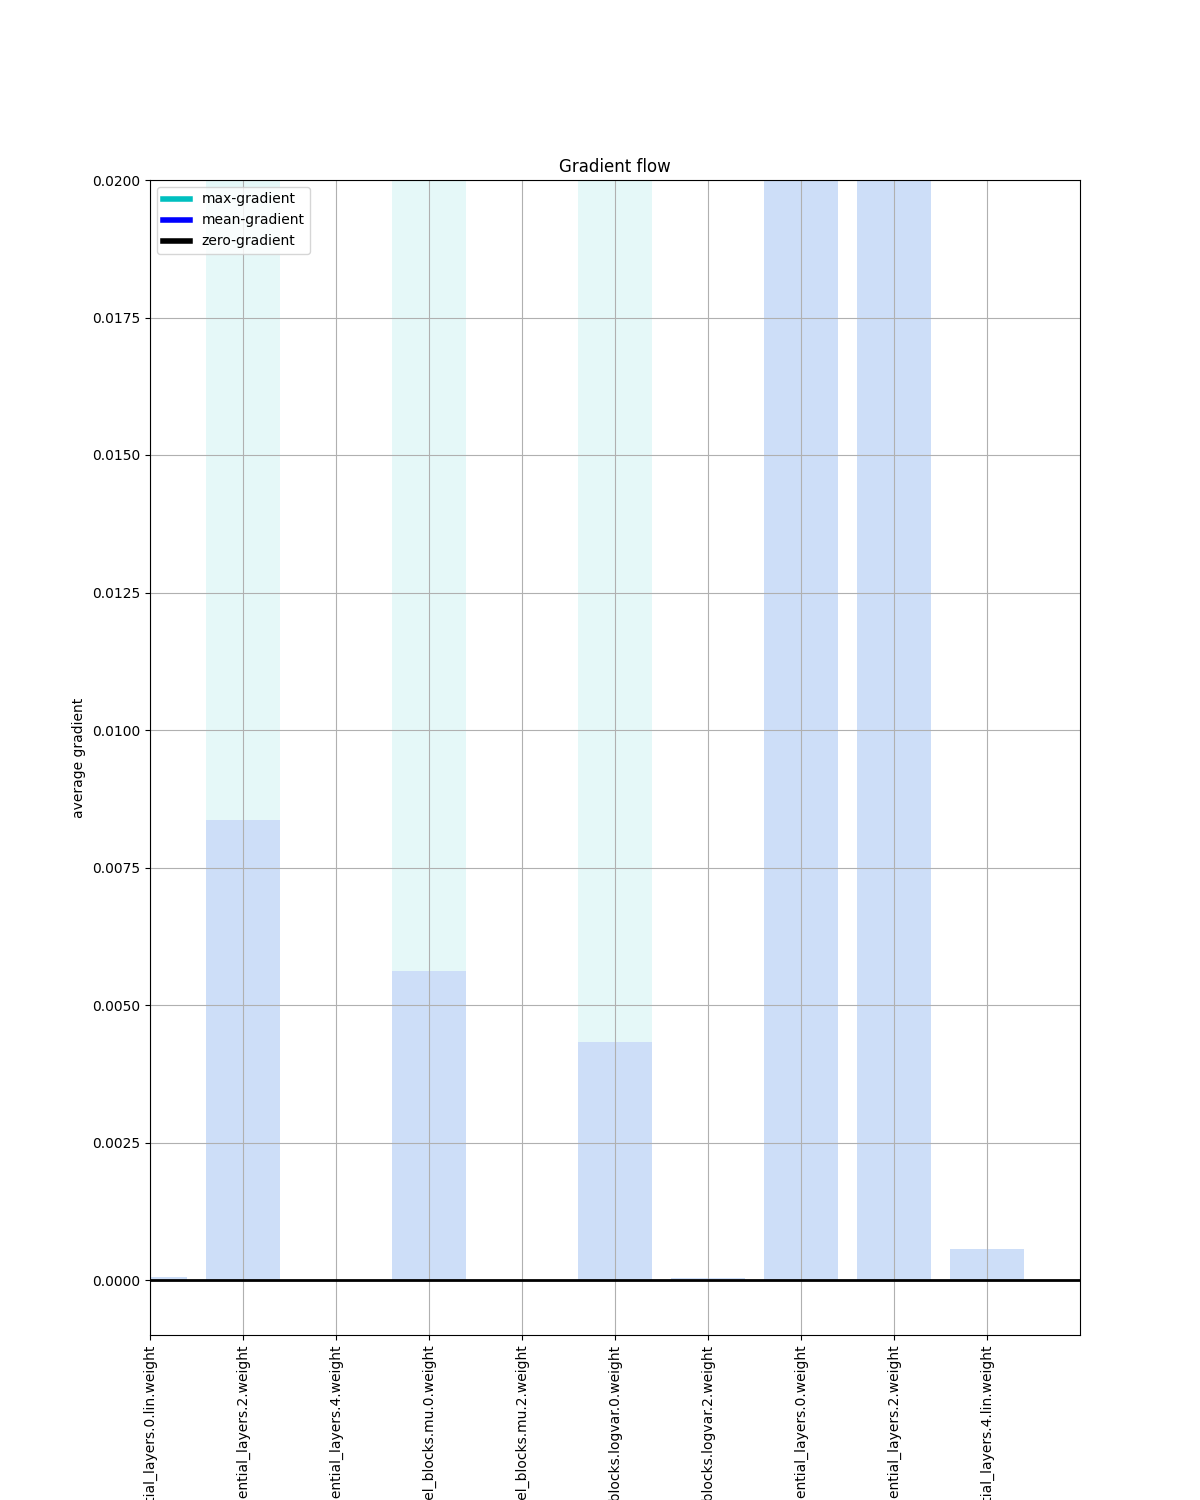 Gradient flow
max-gradient
mean-gradient
zero-gradient
0.0200
0.0175
0.0150
0.0125
0.0100
0.0075
0.0050
0.0025
0.0000
average gradient
tial_layers.0.lin.weight
ential_layers.2.weight
ential_layers.4.weight
el_blocks.mu.0.weight
el_blocks.mu.2.weight
blocks.logvar.0.weight
blocks.logvar.2.weight
ential_layers.0.weight
ential_layers.2.weight
tial_layers.4.lin.weight